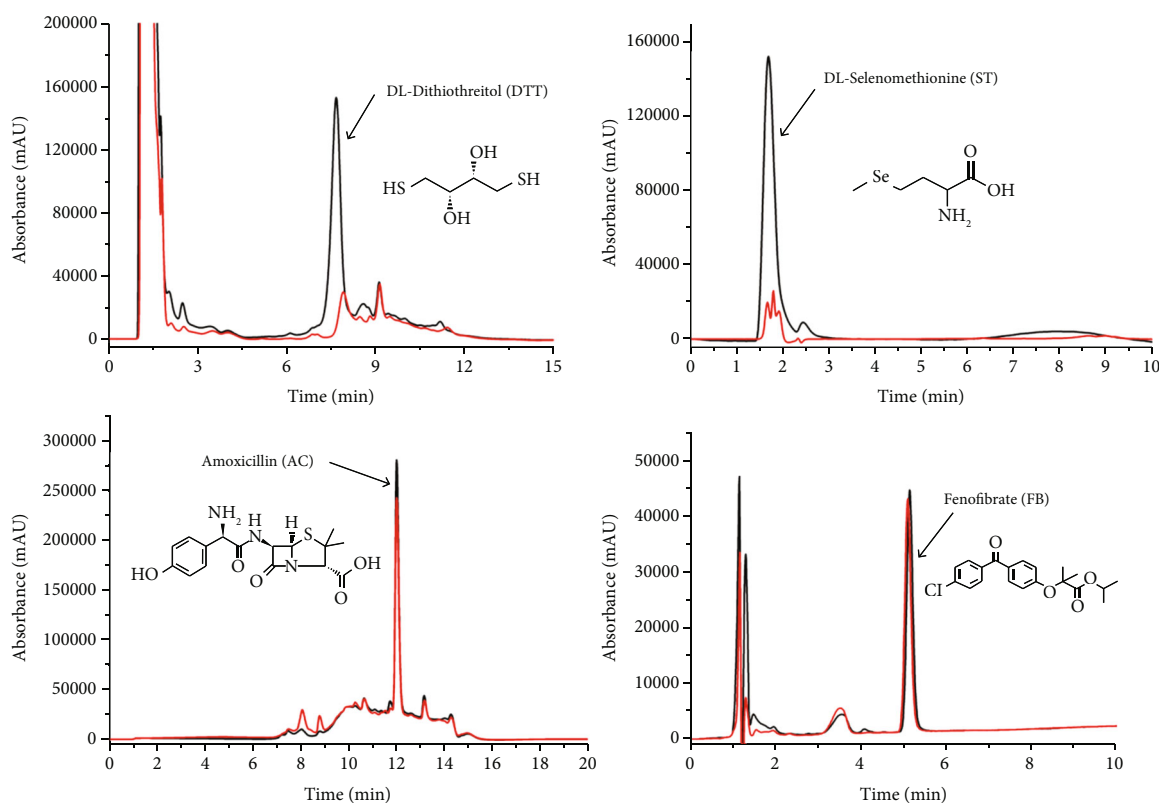 200000
160000
120000
80000
40000
0
Absorbance (mAU)
DL-Dithiothreitol (DTT)
OH
HS
SH
OH
0 3 6 9 12 15
Time (min)
160000
120000
80000
40000
0
Absorbance (mAU)
DL-Selenomethionine (ST)
O
Se
OH
NH2
0 1 2 3 4 5 6 7 8 9 10
Time (min)
300000
250000
200000
150000
100000
50000
0
Absorbance (mAU)
Amoxicillin (AC)
NH2
H
N
H
S
O
HO
N
O
OH
O
0 2 4 6 8 10 12 14 16 18 20
Time (min)
50000
40000
30000
20000
10000
0
Absorbance (mAU)
Fenofibrate (FB)
O
Cl
O
O
O
0 2 4 6 8 10
Time (min)